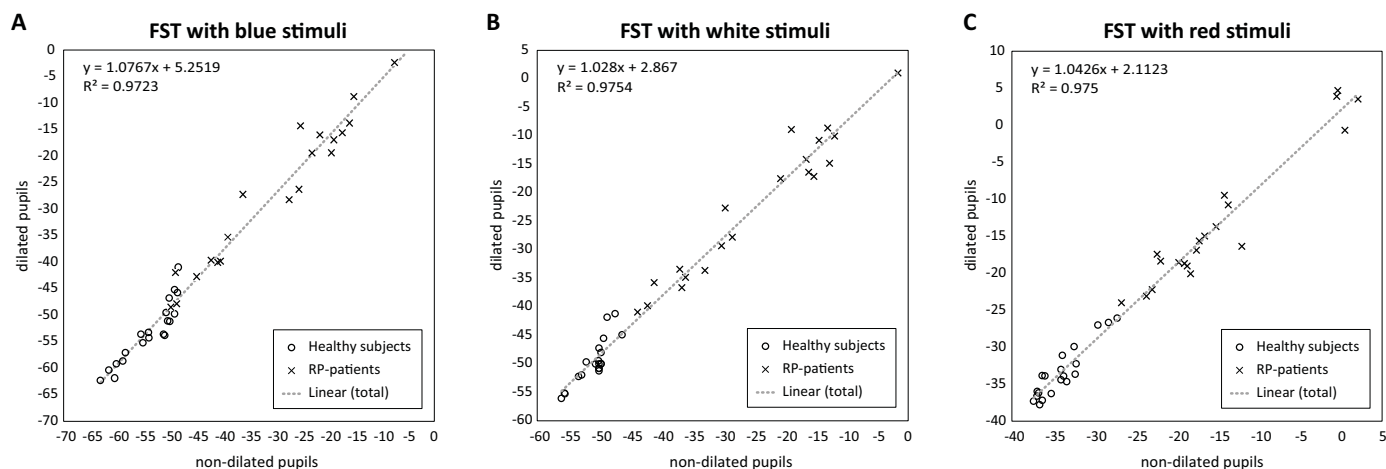 A
FST with blue stimuli
y = 1.0767x + 5.2519
R² = 0.9723
0
-5
-10
-15
-20
-25
-30
-35
-40
-45
-50
-55
-60
-65
-70
dilated pupils
Healthy subjects
RP-patients
Linear (total)
-70 -65 -60 -55 -50 -45 -40 -35 -30 -25 -20 -15 -10 -5 0
non-dilated pupils
B
FST with white stimuli
y = 1.028x + 2.867
R² = 0.9754
5
0
-5
-10
-15
-20
-25
-30
-35
-40
-45
-50
-55
-60
dilated pupils
Healthy subjects
RP-patients
Linear (total)
-60 -55 -50 -45 -40 -35 -30 -25 -20 -15 -10 -5 0
non-dilated pupils
C
FST with red stimuli
y = 1.0426x + 2.1123
R² = 0.975
10
5
0
-5
-10
-15
-20
-25
-30
-35
-40
dilated pupils
Healthy subjects
RP-patients
Linear (total)
-40 -35 -30 -25 -20 -15 -10 -5 0 5
non-dilated pupils